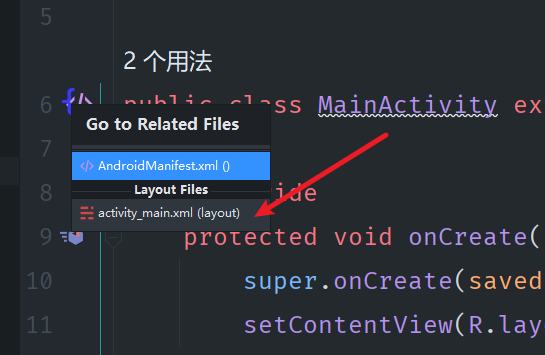 5
2 个用法
6 public class MainActivity ex
Go to Related Files
7
AndroidManifest.xml ()
Layout Files
8 ide
activity_main.xml (layout)
9 protected void onCreate(
10 super.onCreate(saved
11 setContentView(R.lay